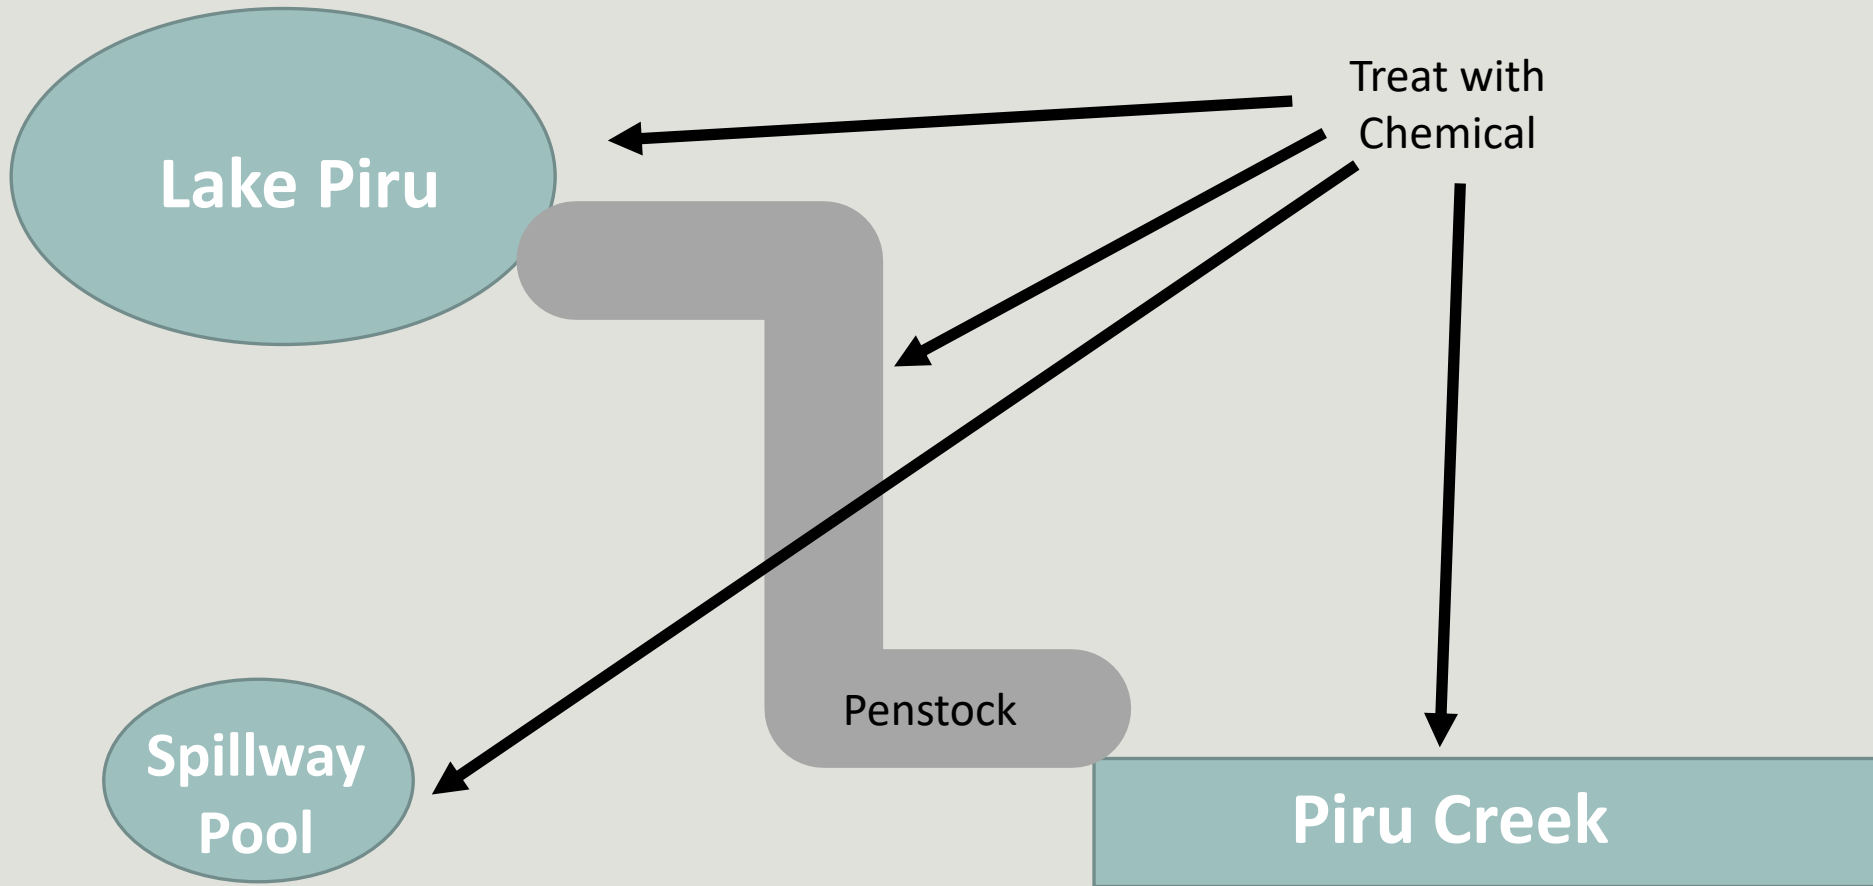 Lake Piru
Treat with
Chemical
Penstock
Spillway
Pool
Piru Creek